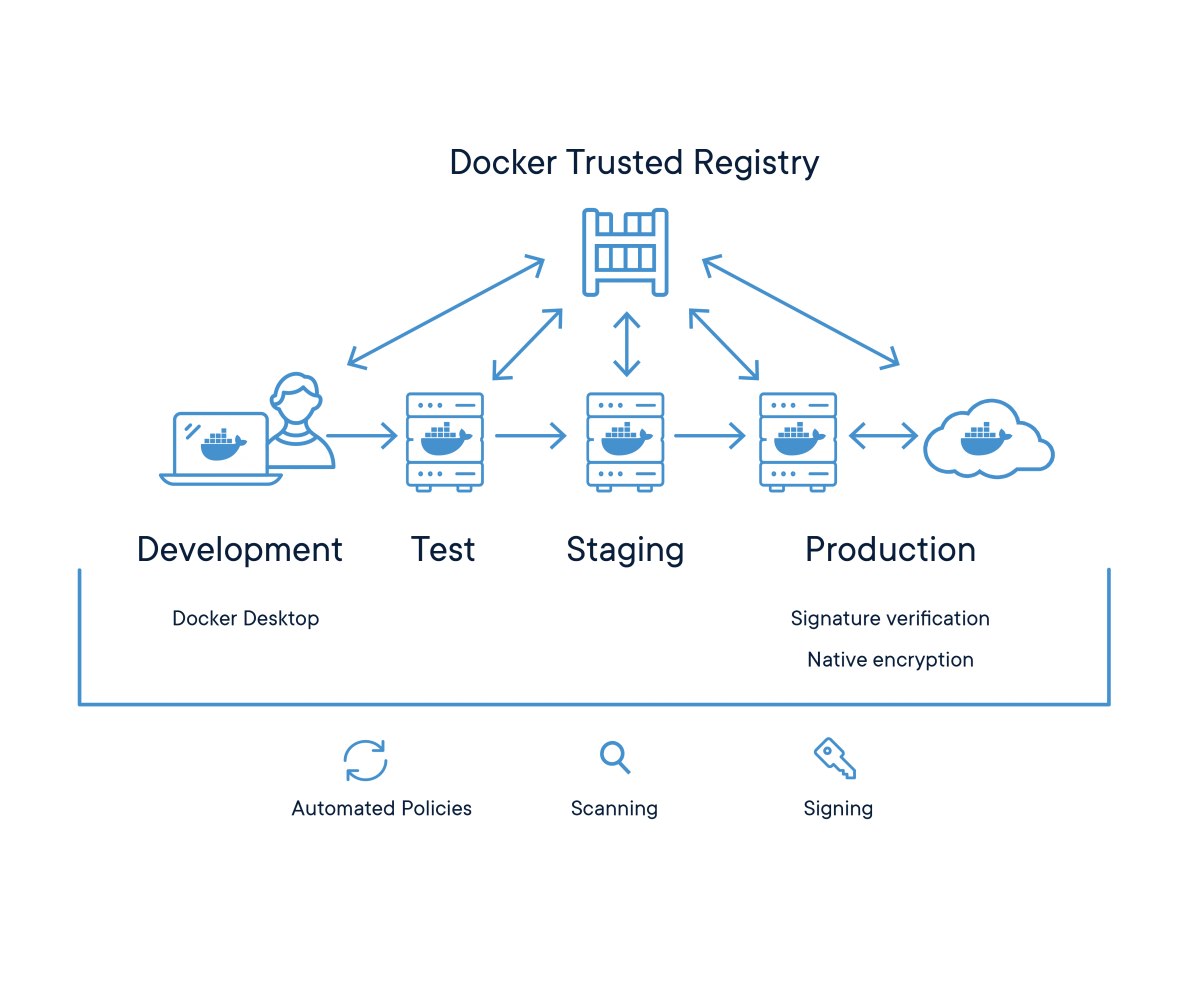 Docker Trusted Registry
Development
Test
Staging
Production
Docker Desktop
Signature verification
Native encryption
Automated Policies
Scanning
Signing